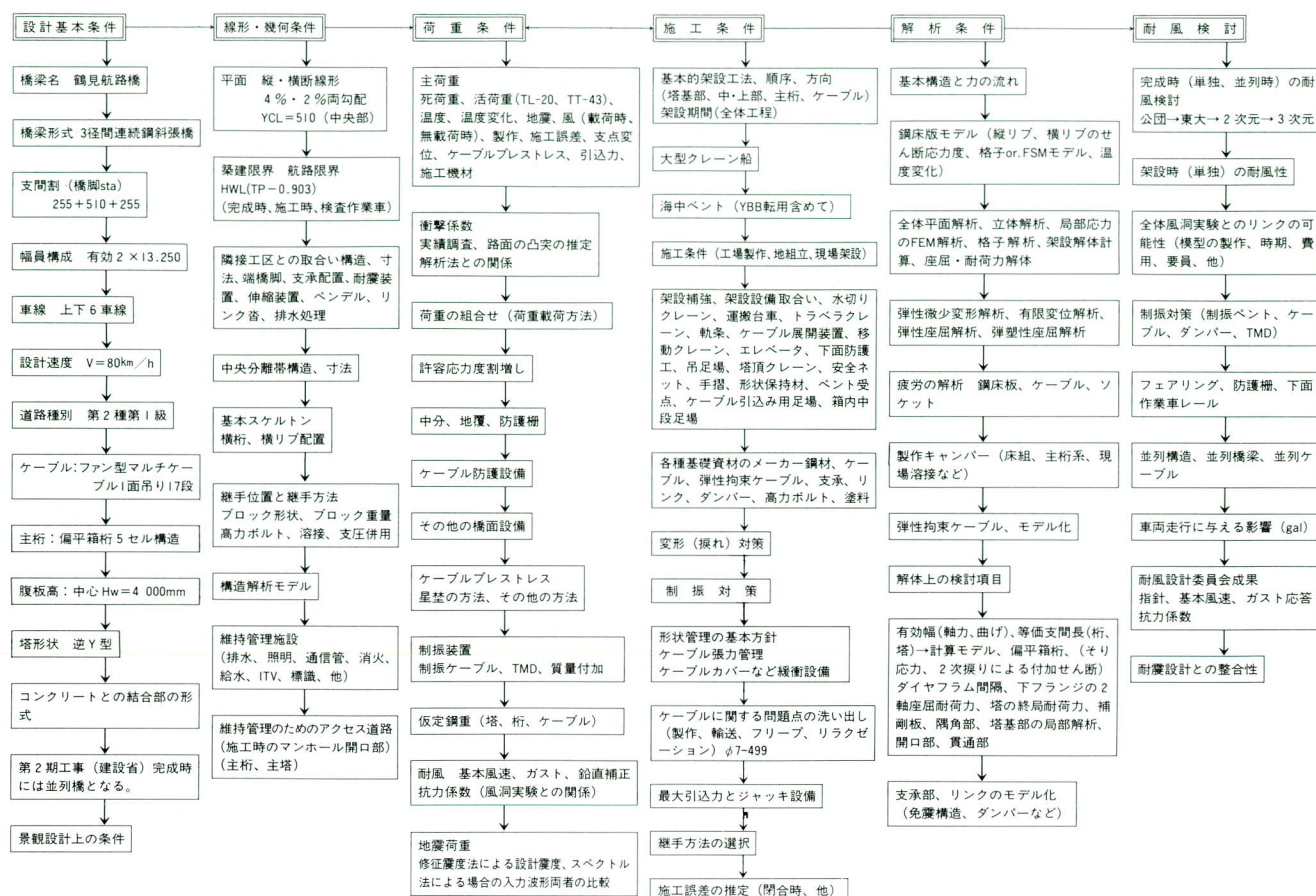 設計基本条件
橋梁名 鶴見航路橋
橋梁形式 3径間連続鋼斜張橋
支間割 (橋脚sta)
255+510+255
幅員構成 有効2×13.250
車線 上下6車線
設計速度 V=80km/h
道路種別 第2種第1級
ケーブル:ファン型マルチケー
ブル1面吊り17段
主桁:偏平箱桁5セル構造
腹板高:中心Hw=4 000mm
塔形状 逆Y型
コンクリートとの結合部の形
式
第2期工事(建設省)完成時
には並列橋となる。
景観設計上の条件
線形・幾何条件
平面 縦・横断線形
4%・2%両勾配
YCL=510(中央部)
築建限界 航路限界
HWL(TP-0.903)
(完成時、施工時、検査作業車)
隣接工区との取合い構造、寸
法、端橋脚、支承配置、耐震
装置、伸縮装置、ペンデル、リ
ンク沓、排水処理
中央分離帯構造、寸法
基本スケルトン
横桁、横リブ配置
継手位置と継手方法
ブロック形状、ブロック重量
高力ボルト、溶接、支圧併用
構造解析モデル
維持管理施設
(排水、照明、通信管、消火、
給水、ITV、標識、他)
維持管理のためのアクセス道路
(施工時のマンホール開口部)
(主桁、主塔)
荷重条件
主荷重
死荷重、活荷重(TL-20、TT-43)、
温度、温度変化、地震、風(載荷時、
無載荷時)、製作、施工誤差、支点変
位、ケーブルプレストレス、引込力、
施工機材
衝撃係数
実績調査、路面の凸突の推定
解析法との関係
荷重の組合せ(荷重載荷方法)
許容応力度割増し
中分、地覆、防護柵
ケーブル防護設備
その他の橋面設備
ケーブルプレストレス
星埜の方法、その他の方法
制振装置
制振ケーブル、TMD、質量付加
仮定鋼重(塔、桁、ケーブル)
耐風 基本風速、ガスト、鉛直補正
抗力係数(風洞実験との関係)
地震荷重
修征震度法による設計震度、スペクトル
法による場合の入力波形両者の比較
施工条件
基本的架設工法、順序、方向
(塔基部、中・上部、主桁、ケーブル)
架設期間(全体工程)
大型クレーン船
海中ベント(YBB転用含めて)
施工条件(工場製作、地組立、現場架設)
架設補強、架設設備取合い、水切り
クレーン、運搬台車、トラベラクレ
ーン、軌条、ケーブル展開装置、移
動クレーン、エレベータ、下面防護
工、吊足場、塔頂クレーン、安全ネ
ット、手摺、形状保持材、ベント受
点、ケーブル引込み用足場、箱内中
段足場
各種基礎資材のメーカー鋼材、ケー
ブル、弾性拘束ケーブル、支承、リ
ンク、ダンパー、高力ボルト、塗料
変形(捩れ)対策
制振対策
形状管理の基本方針
ケーブル張力管理
ケーブルカバーなど緩衝設備
ケーブルに関する問題点の洗い出し
(製作、輸送、フリープ、リラクゼ
ーション)φ7-499
最大引込力とジャッキ設備
継手方法の選択
施工誤差の推定(閉合時、他)
解析条件
基本構造と力の流れ
鋼床版モデル(縦リブ、横リブのせ
ん断応力度、格子or.FSMモデル、温
度変化)
全体平面解析、立体解析、局部応力
のFEM解析、格子解析、架設解体計
算、座屈・耐荷力解体
弾性微少変形解析、有限変位解析、
弾性座屈解析、弾塑性座屈解析
疲労の解析 鋼床板、ケーブル、ソ
ケット
製作キャンバー(床組、主桁系、現
場溶接など)
弾性拘束ケーブル、モデル化
解体上の検討項目
有効幅(軸力、曲げ)、等価支間長(桁、
塔)→計算モデル、偏平箱桁、(そり
応力、2次捩りによる付加せん断)
ダイヤフラム間隔、下フランジの2
軸座屈耐荷力、塔の終局耐荷力、補
剛板、隅角部、塔基部の局部解析、
開口部、貫通部
支承部、リンクのモデル化
(免震構造、ダンパーなど)
耐風検討
完成時(単独、並列時)の耐
風検討
公団→東大→2次元→3次元
架設時(単独)の耐風性
全体風洞実験とのリンクの可
能性(模型の製作、時期、費
用、要員、他)
制振対策(制振ベント、ケー
ブル、ダンパー、TMD)
フェアリング、防護柵、下面
作業車レール
並列構造、並列橋梁、並列ケ
ーブル
車両走行に与える影響(gal)
耐風設計委員会成果
指針、基本風速、ガスト応答
抗力係数
耐震設計との整合性